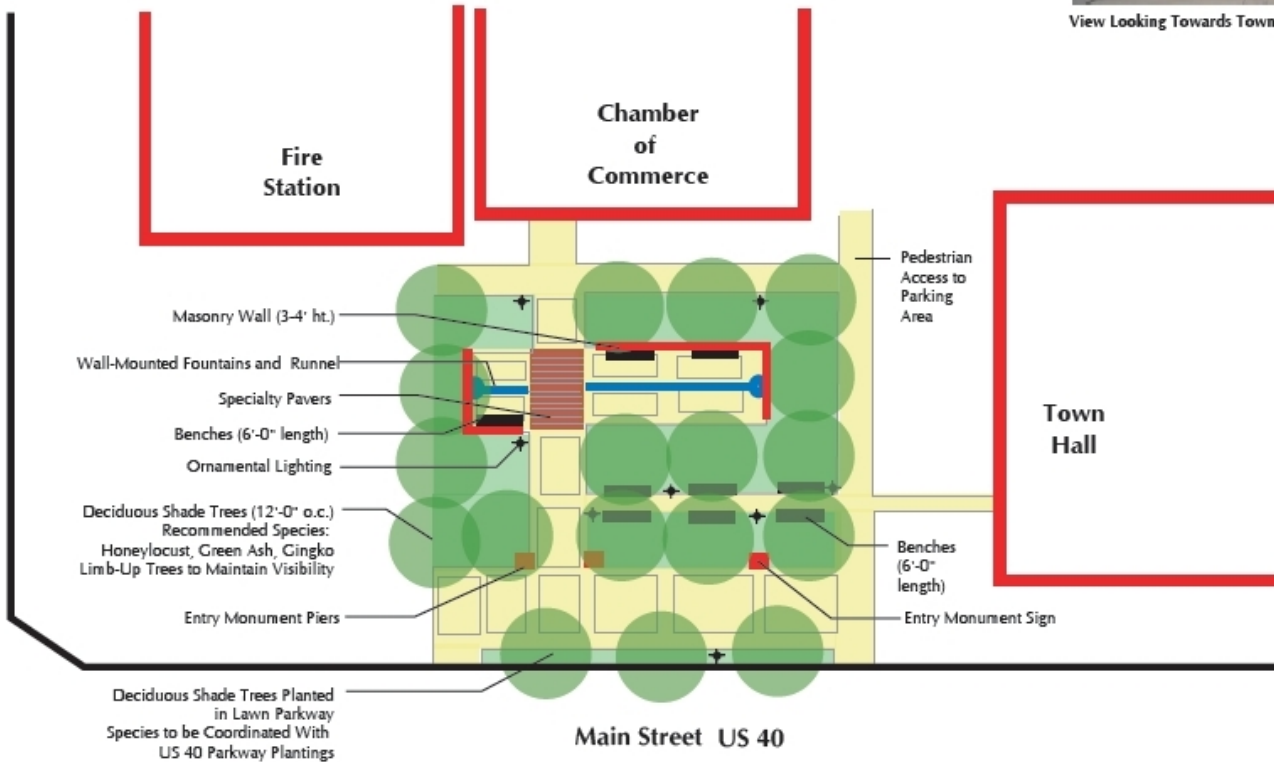 View Looking Towards Town
Chamber
of
Commerce
Fire
Station
Pedestrian
Access to
Parking
Area
Masonry Wall (3-4' ht.)
Wall-Mounted Fountains and Runnel
Specialty Pavers
Town
Hall
Benches (6'-0" length)
Ornamental Lighting
Deciduous Shade Trees (12'-0" o.c.)
Recommended Species:
Honeylocust, Green Ash, Gingko
Limb-Up Trees to Maintain Visibility
Benches
(6'-0"
length)
Entry Monument Piers
Entry Monument Sign
Deciduous Shade Trees Planted
in Lawn Parkway
Species to be Coordinated With
US 40 Parkway Plantings
Main Street US 40